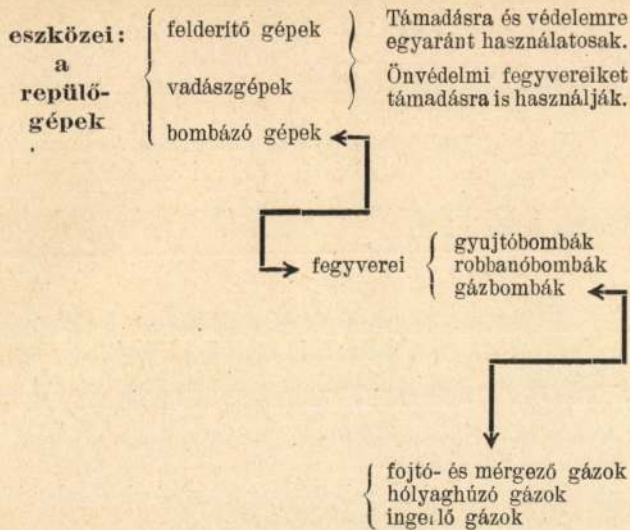 eszközei:
a
repülő-
gépek
felderítő gépek
vadászgépek
bombázó gépek
Támadásra és védelemre
egyaránt használatosak.
Önvédelmi fegyvereiket
támadásra is használják.
fegyverei
gyujtóbombák
robbanóbombák
gázbombák
fojtó- és mérgező gázok
hólyaghúzó gázok
ingerlő gázok